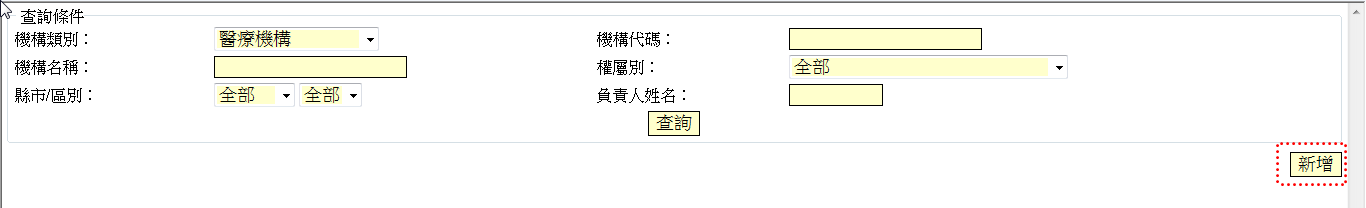 查詢條件
機構類別： 醫療機構 機構代碼：
機構名稱： 權屬別： 全部
縣市/區別： 全部 全部 負責人姓名：
查詢
新增